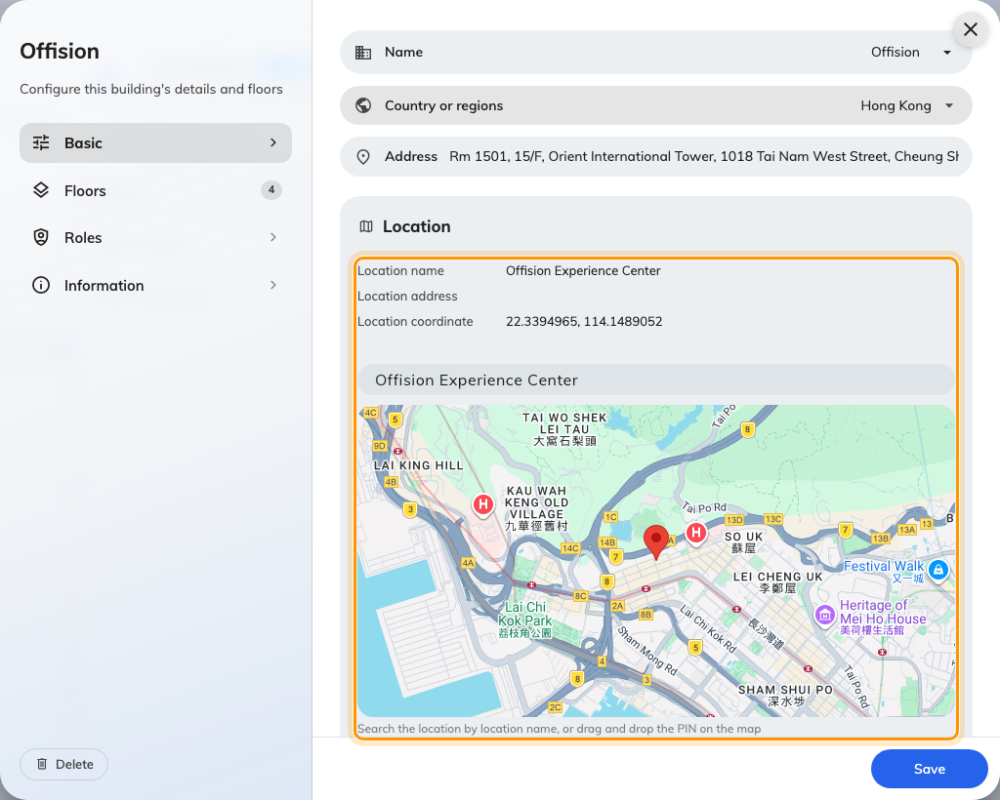 Offision
Configure this building's details and floors
Basic
Floors
4
Roles
Information
Delete
Name
Offision
Country or regions
Hong Kong
Address Rm 1501, 15/F, Orient International Tower, 1018 Tai Nam West Street, Cheung Sh
Location
Location name Offision Experience Center
Location address
Location coordinate 22.3394965, 114.1489052
Offision Experience Center
4C
5
TAI WO SHEK
LEI TAU
大窩石梨頭
Tai Po
8
9D
LAI KING HILL
4B
3
H
KAU WAH
KENG OLD
VILLAGE
九華徑舊村
1C
Tai Po Rd
13D
13C
13
13A
7
13B
14B
14C
7
A
H
SO UK
蘇屋
4A
8
LEI CHENG UK
李鄭屋
Festival Walk
又一城
8C
2A
8B
Lai Chi
Kok Park
荔枝角公園
Lai Chi Kok Rd
長沙灣道
Heritage of
Mei Ho House
美荷樓生活館
Sham Mong Rd
5
4
8
3
2C
Tai Po Rd
SHAM SHUI PO
深水埗
Search the location by location name, or drag and drop the PIN on the map
Save